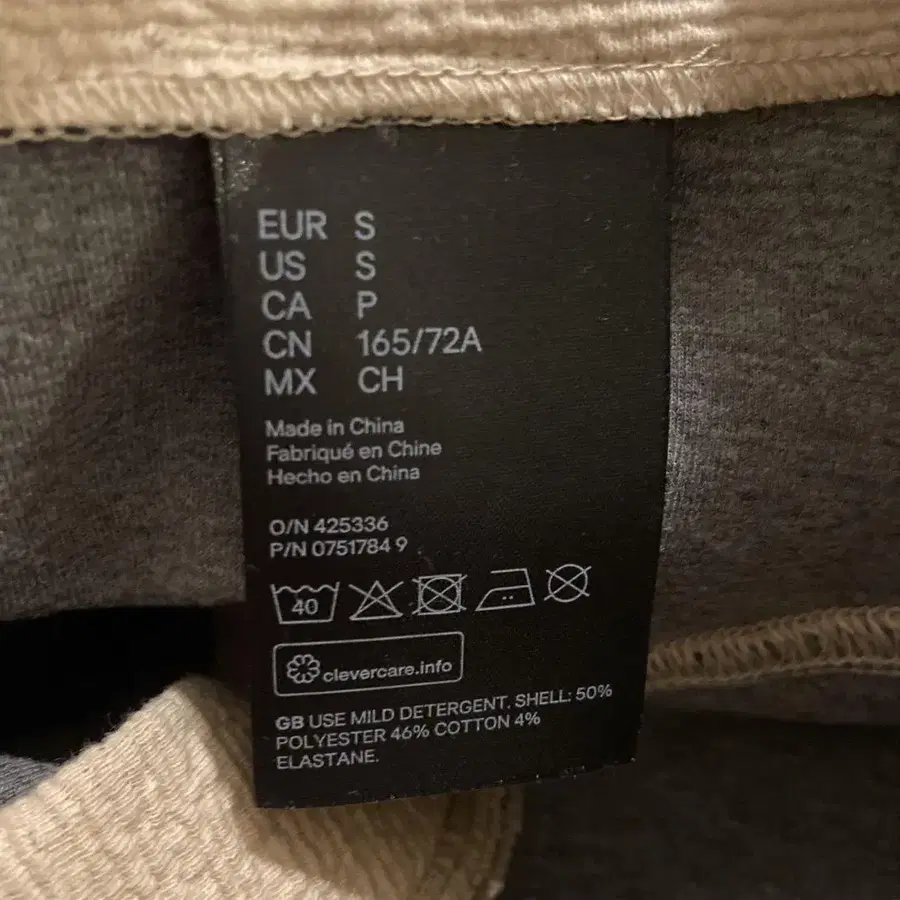 EUR S
US S
CA P
CN 165/72A
MX CH
Made in China
Fabriqué en Chine
Hecho en China
O/N 425336
P/N 0751784 9
40
clevercare.info
GB USE MILD DETERGENT. SHELL: 50%
POLYESTER 46% COTTON 4%
ELASTANE.